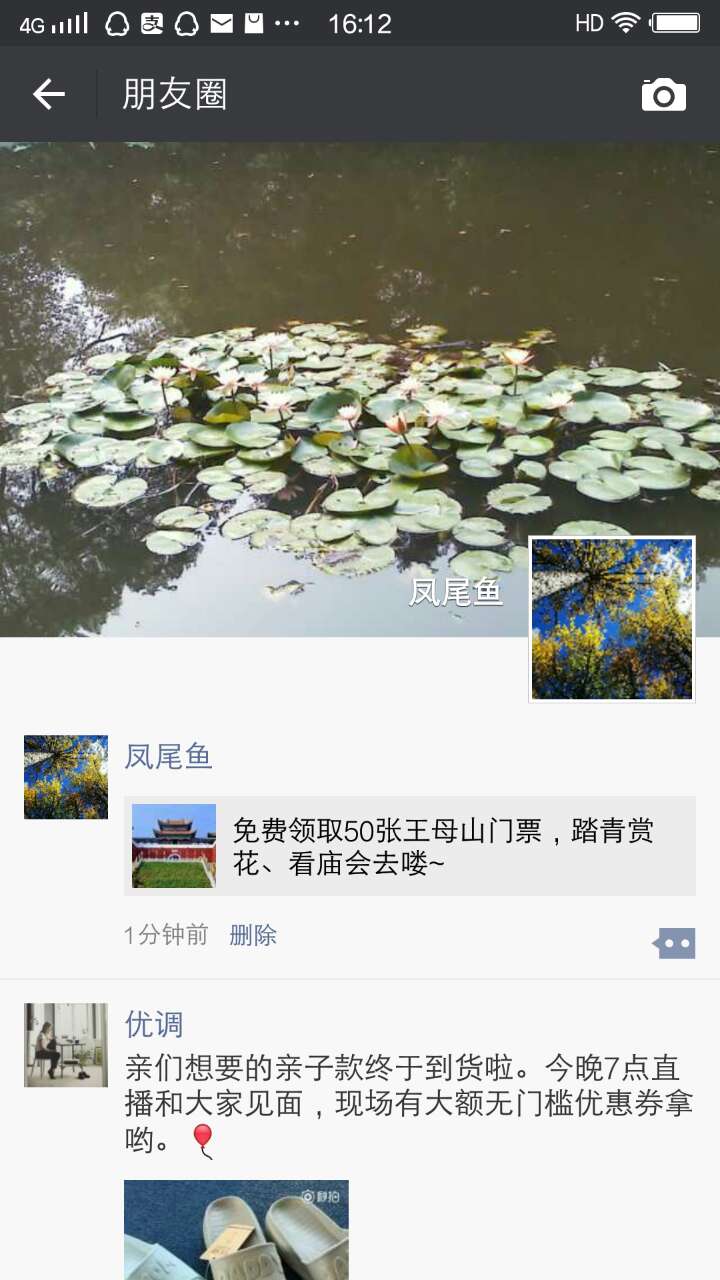 4G 16:12 HD
朋友圈
凤尾鱼
凤尾鱼
免费领取50张王母山门票，踏青赏
花、看庙会去喽~
1分钟前 删除
优调
亲们想要的亲子款终于到货啦。今晚7点直
播和大家见面，现场有大额无门槛优惠券拿
哟。
静拍